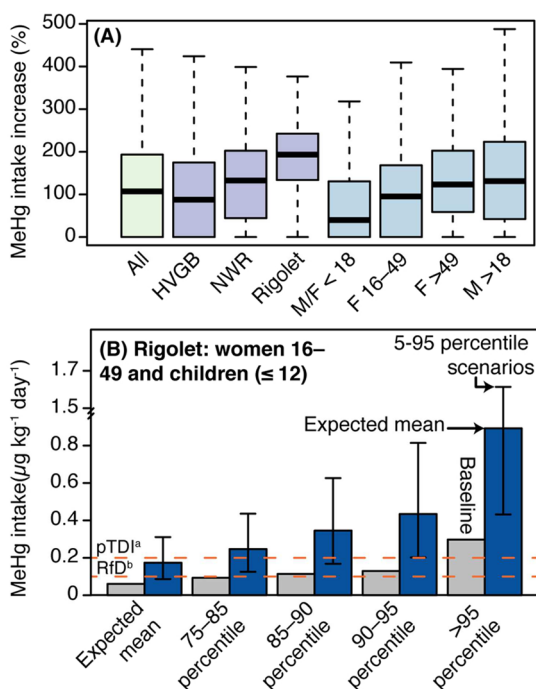 (A)
MeHg intake increase (%)
500
400
300
200
100
0
All
HVGB
NWR
Rigolet
M/F < 18
F 16–49
F >49
M >18
(B) Rigolet: women 16–
49 and children (≤ 12)
5-95 percentile
scenarios
Expected mean
Baseline
MeHg intake(µg kg⁻¹ day⁻¹)
1.7
1.5
0.8
0.6
0.4
0.2
0
pTDIᵃ
RfDᵇ
Expected
mean
75–85
percentile
85–90
percentile
90–95
percentile
>95
percentile